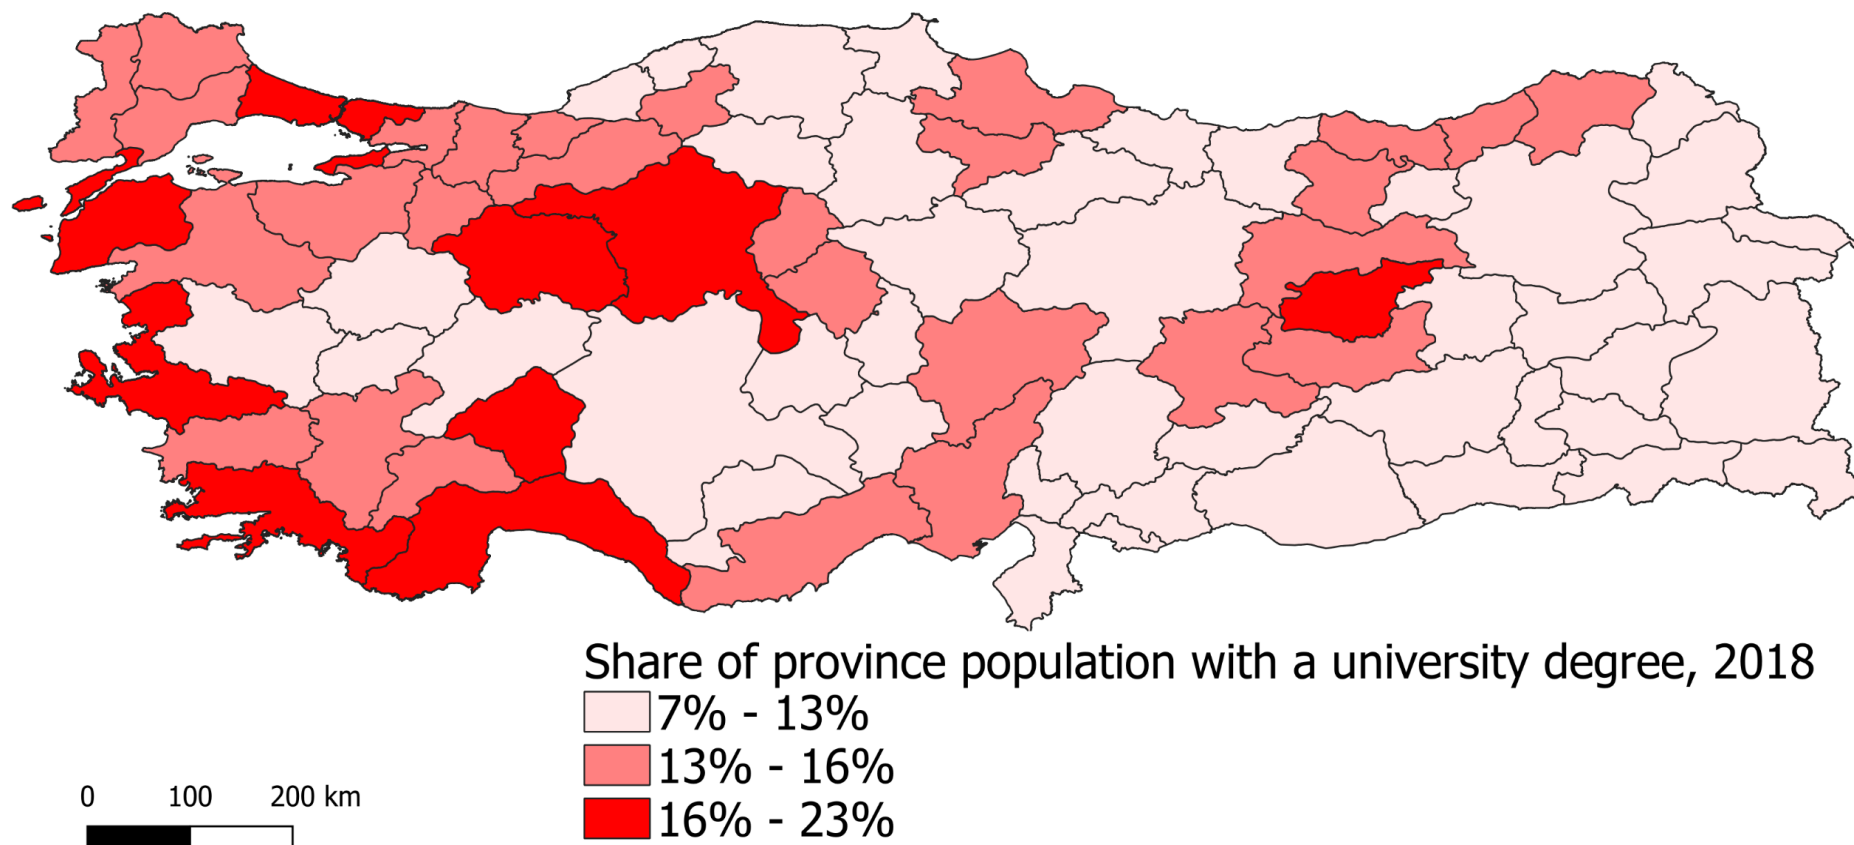 Share of province population with a university degree, 2018
7% - 13%
13% - 16%
16% - 23%
0 100 200 km